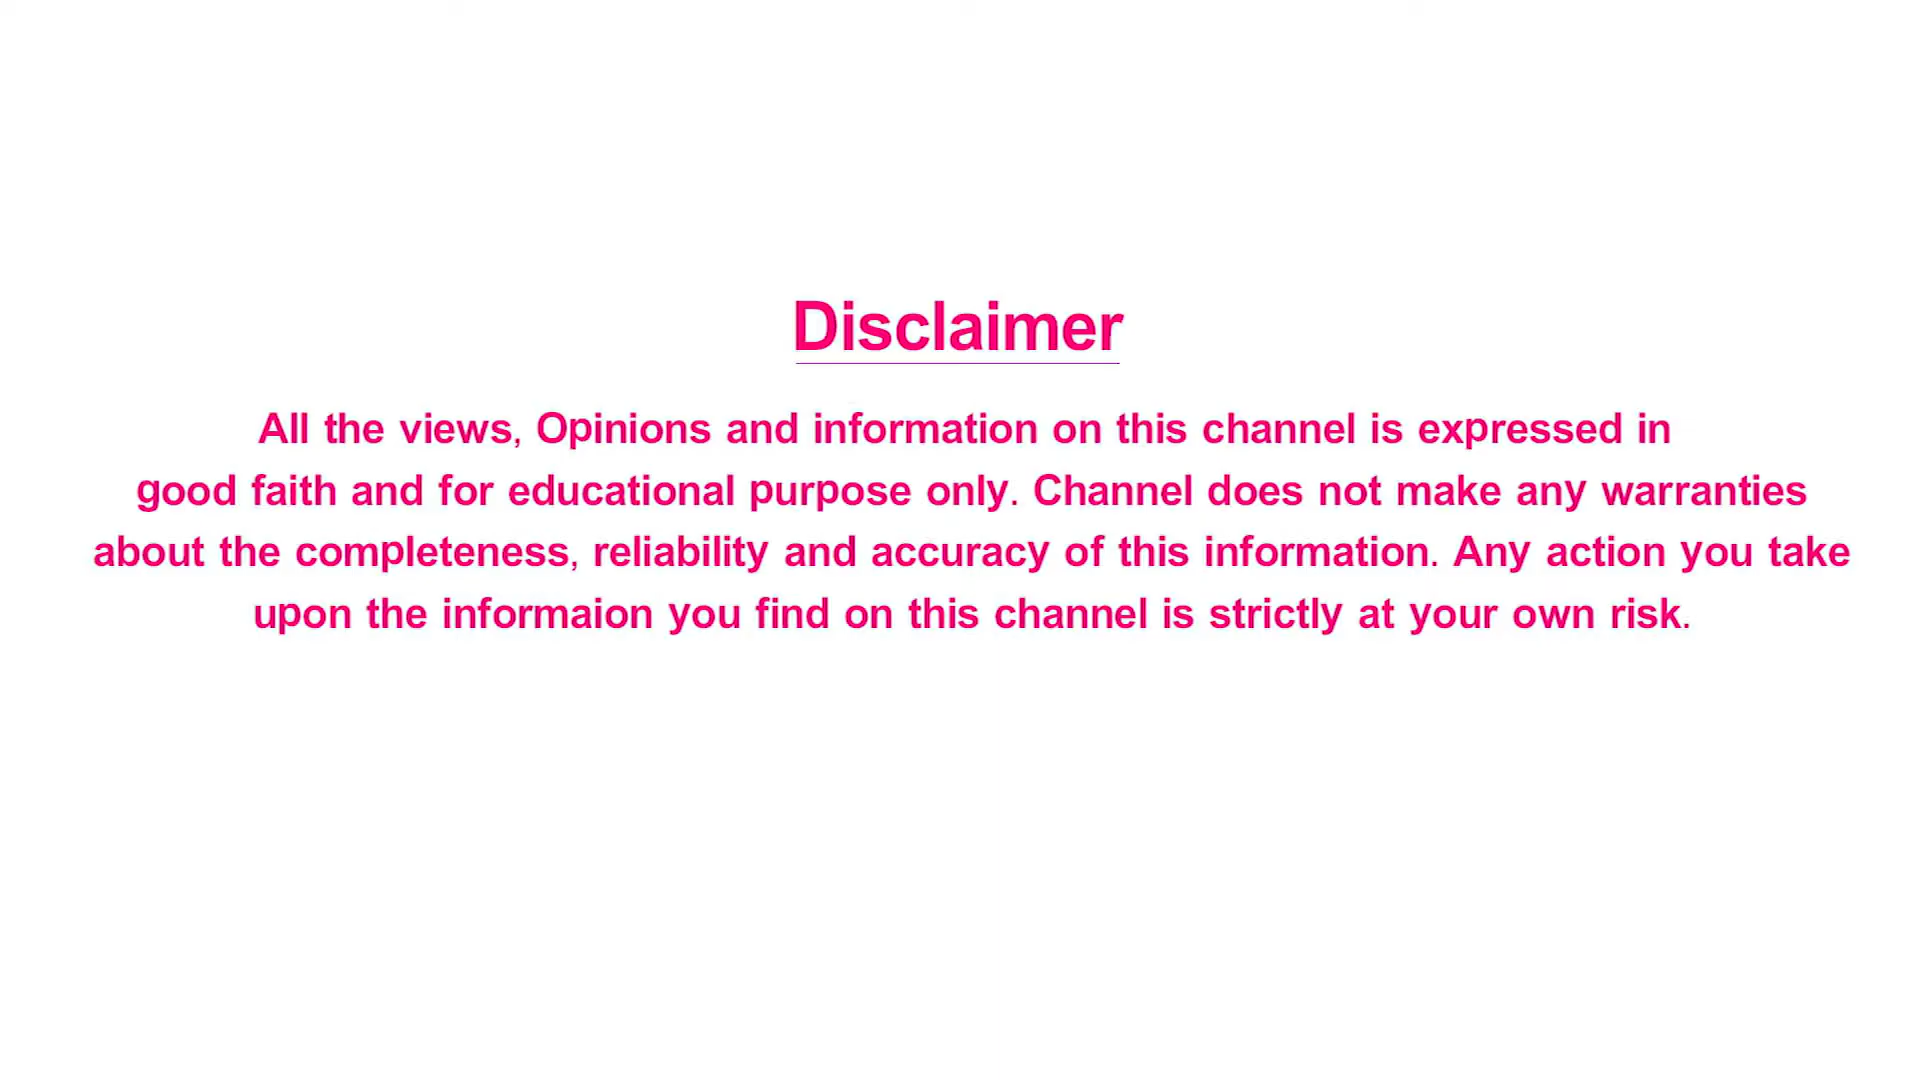 Disclaimer
All the views, Opinions and information on this channel is expressed in
good faith and for educational purpose only. Channel does not make any warranties
about the completeness, reliability and accuracy of this information. Any action you take
upon the informaion you find on this channel is strictly at your own risk.